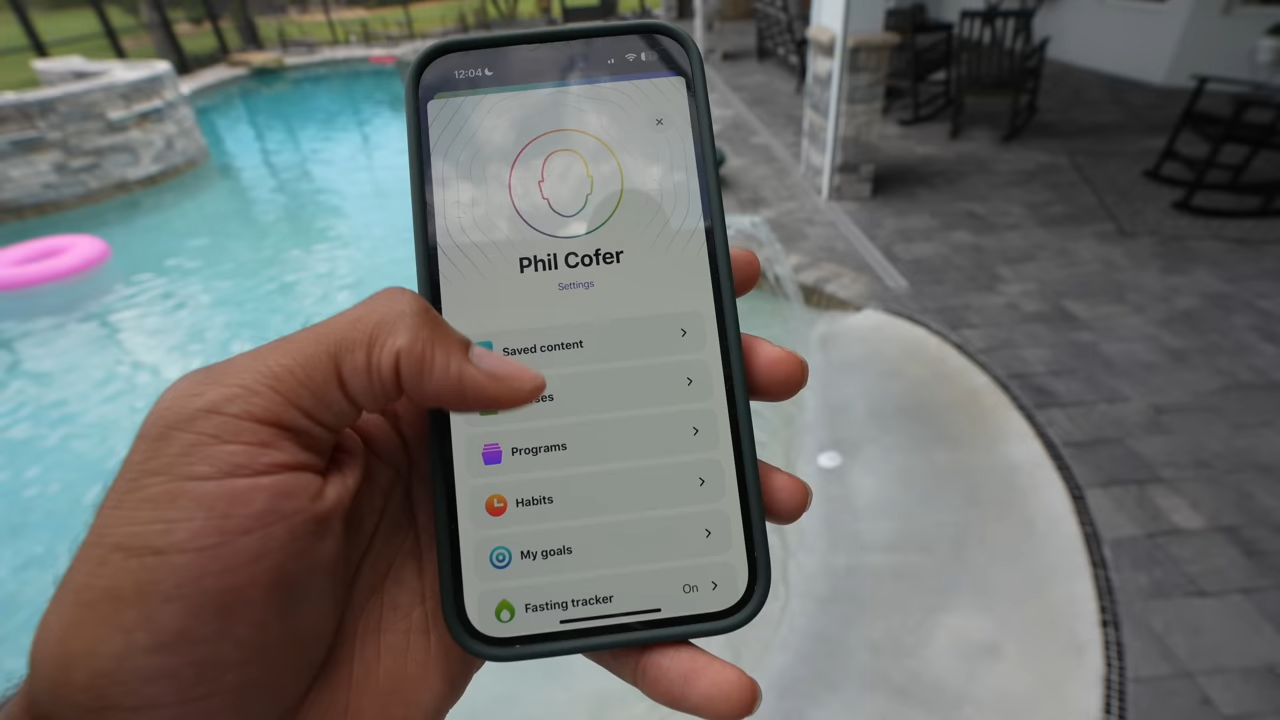 12:04
Phil Cofer
Settings
Saved content
Programs
Habits
My goals
Fasting tracker On